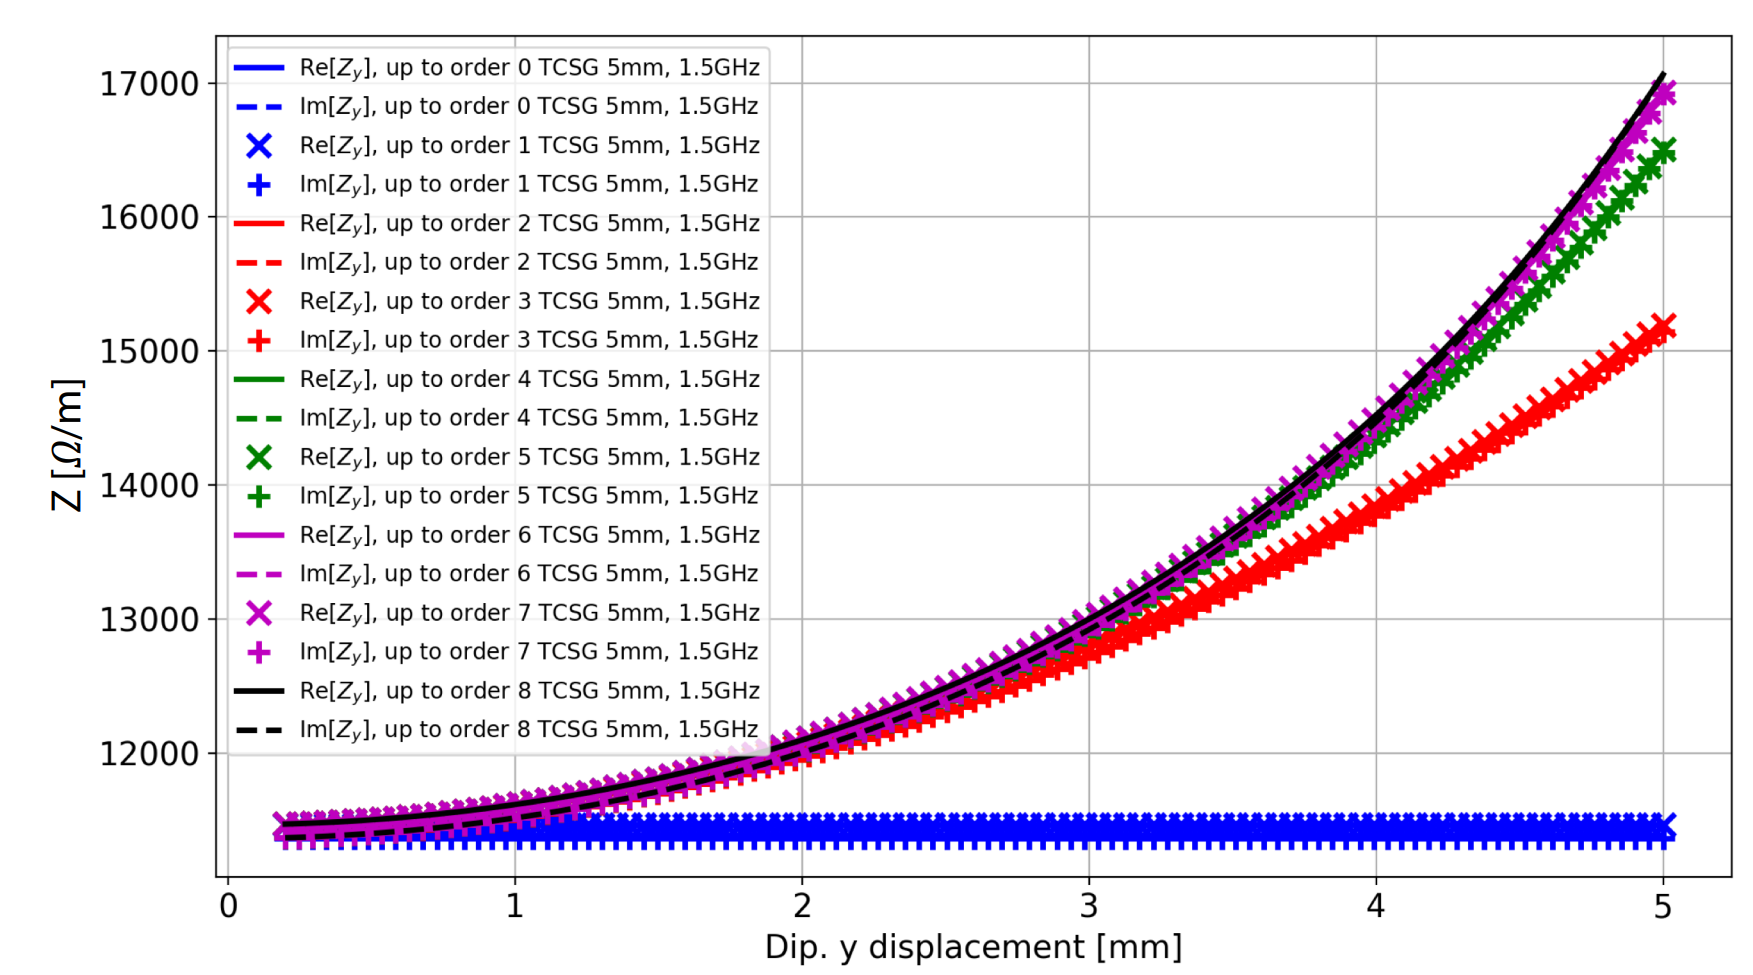 Z [Ω/m]
17000
16000
15000
14000
13000
12000
Re[Zy], up to order 0 TCSG 5mm, 1.5GHz
Im[Zy], up to order 0 TCSG 5mm, 1.5GHz
Re[Zy], up to order 1 TCSG 5mm, 1.5GHz
Im[Zy], up to order 1 TCSG 5mm, 1.5GHz
Re[Zy], up to order 2 TCSG 5mm, 1.5GHz
Im[Zy], up to order 2 TCSG 5mm, 1.5GHz
Re[Zy], up to order 3 TCSG 5mm, 1.5GHz
Im[Zy], up to order 3 TCSG 5mm, 1.5GHz
Re[Zy], up to order 4 TCSG 5mm, 1.5GHz
Im[Zy], up to order 4 TCSG 5mm, 1.5GHz
Re[Zy], up to order 5 TCSG 5mm, 1.5GHz
Im[Zy], up to order 5 TCSG 5mm, 1.5GHz
Re[Zy], up to order 6 TCSG 5mm, 1.5GHz
Im[Zy], up to order 6 TCSG 5mm, 1.5GHz
Re[Zy], up to order 7 TCSG 5mm, 1.5GHz
Im[Zy], up to order 7 TCSG 5mm, 1.5GHz
Re[Zy], up to order 8 TCSG 5mm, 1.5GHz
Im[Zy], up to order 8 TCSG 5mm, 1.5GHz
0 1 2 3 4 5
Dip. y displacement [mm]